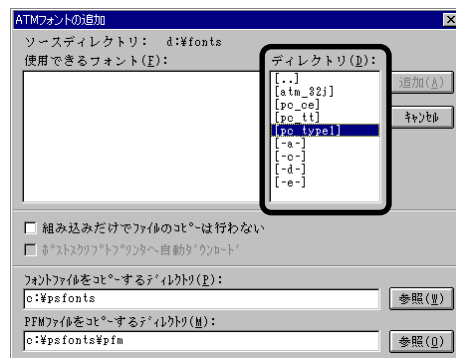 ATMフォントの追加
ソースディレクトリ: d:¥fonts
使用できるフォント(F):
ディレクトリ(D):
[..]
[atm_32j]
[pc_ce]
[pc_tt]
[pc_type1]
[-a-]
[-c-]
[-d-]
[-e-]
追加(A)
ｷｬﾝｾﾙ
組み込みだけでﾌｧｲﾙのｺﾋﾟｰは行わない
ﾎﾟｽﾄｽｸﾘﾌﾟﾄﾌﾟﾘﾝﾀへ自動ﾀﾞｳﾝﾛｰﾄﾞ
ﾌｫﾝﾄﾌｧｲﾙをｺﾋﾟｰするﾃﾞｨﾚｸﾄﾘ(P):
c:¥psfonts
参照(W)
PFMﾌｧｲﾙをｺﾋﾟｰするﾃﾞｨﾚｸﾄﾘ(M):
c:¥psfonts¥pfm
参照(O)